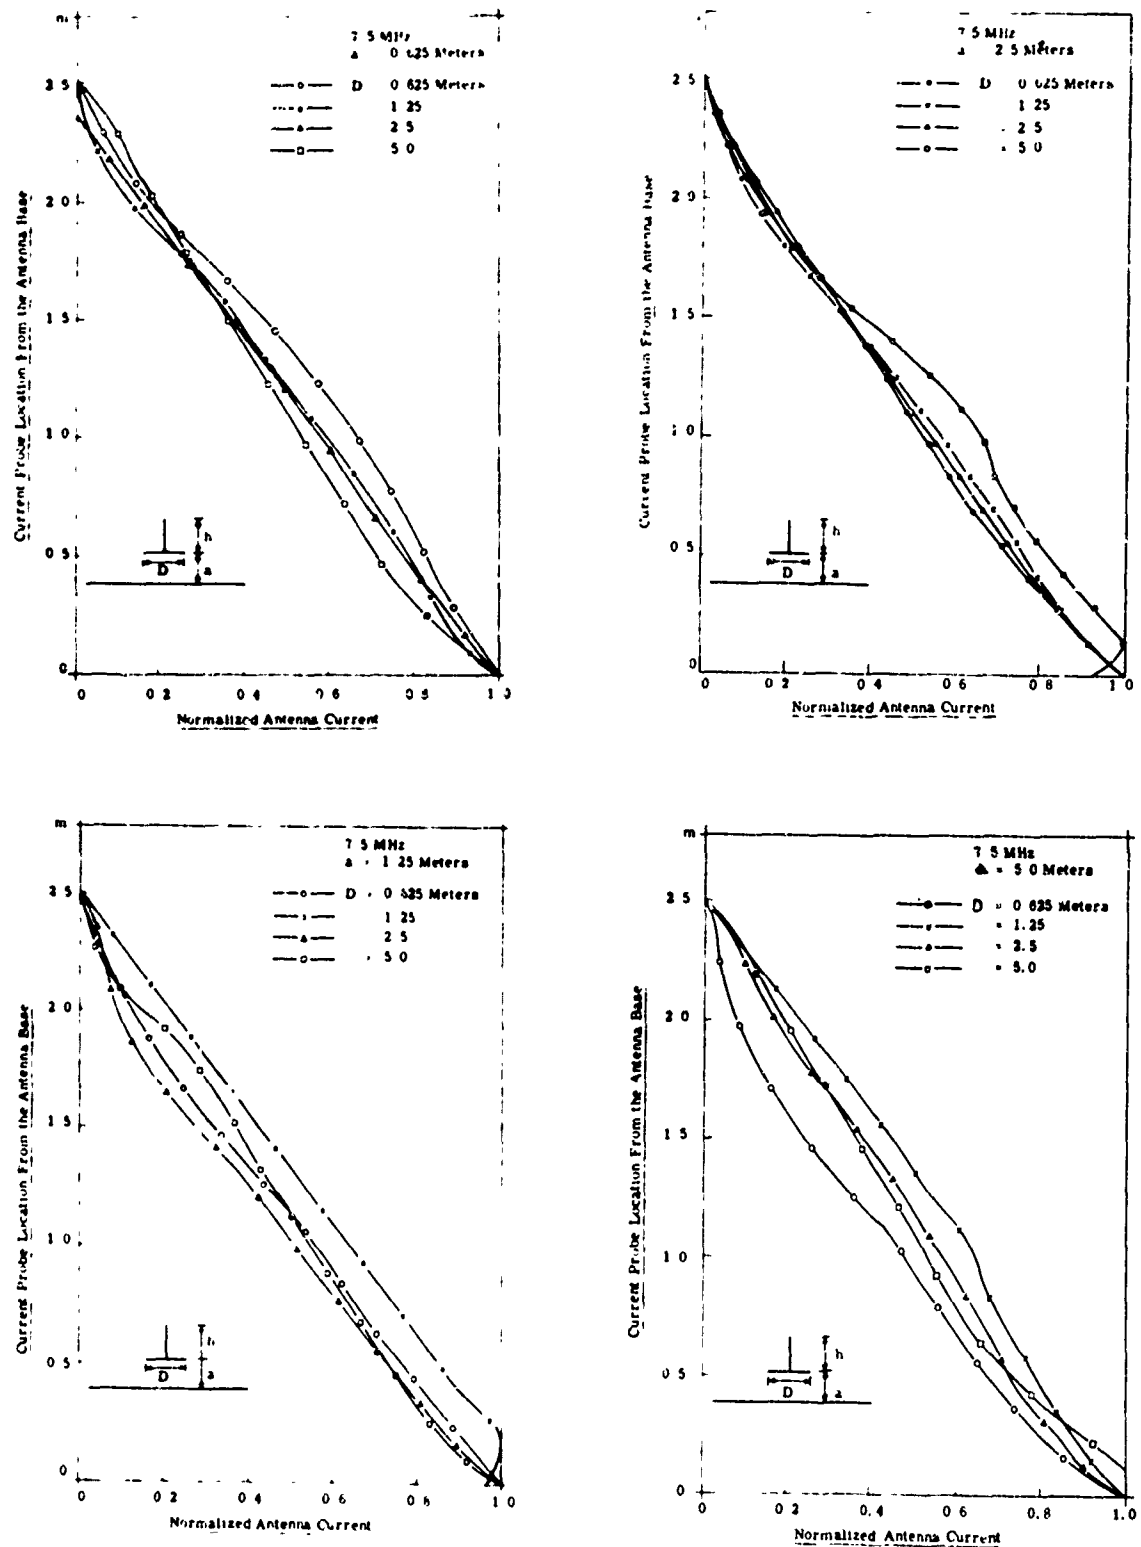 m
7 5 MHz
0 625 Meters
D 0 625 Meters
1 25
2 5
5 0
2 5
2 0
1 5
1 0
0 5
0
Current Probe Location From the Antenna Base
h
D
a
0 0 2 0 4 0 6 0 8 1 0
Normalized Antenna Current
7 5 MHz
2 5 Meters
D 0 625 Meters
1 25
2 5
5 0
2 5
2 0
1 5
1 0
0 5
0
Current Probe Location From the Antenna Base
h
D
a
0 0 2 0 4 0 6 0 8 1 0
Normalized Antenna Current
m
7 5 MHz
a = 1 25 Meters
D = 0 625 Meters
1 25
2 5
5 0
2 5
2 0
1 5
1 0
0 5
0
Current Probe Location From the Antenna Base
h
D
a
0 0 2 0 4 0 6 0 8 1 0
Normalized Antenna Current
m
7 5 MHz
= 5 0 Meters
D = 0 625 Meters
= 1.25
= 2.5
= 5.0
2 5
2 0
1 5
1 0
0 5
0
Current Probe Location From the Antenna Base
h
D
a
0 0 2 0 4 0 6 0 8 1 0
Normalized Antenna Current